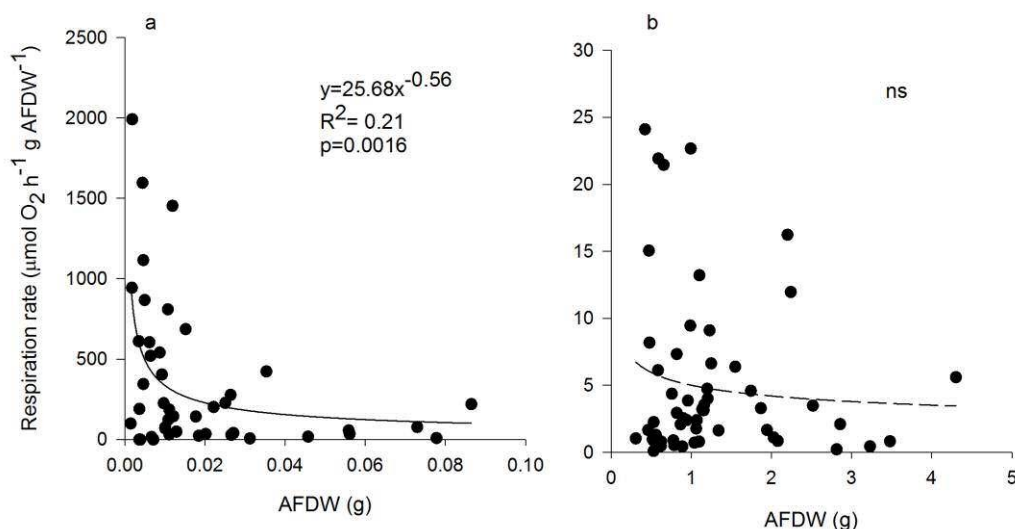 a
2500
2000
1500
1000
500
0
0.00 0.02 0.04 0.06 0.08 0.10
AFDW (g)
Respiration rate (µmol O₂ h⁻¹ g AFDW⁻¹)
y=25.68x⁻⁰·⁵⁶
R²= 0.21
p=0.0016
b
30
25
20
15
10
5
0
0 1 2 3 4 5
AFDW (g)
ns